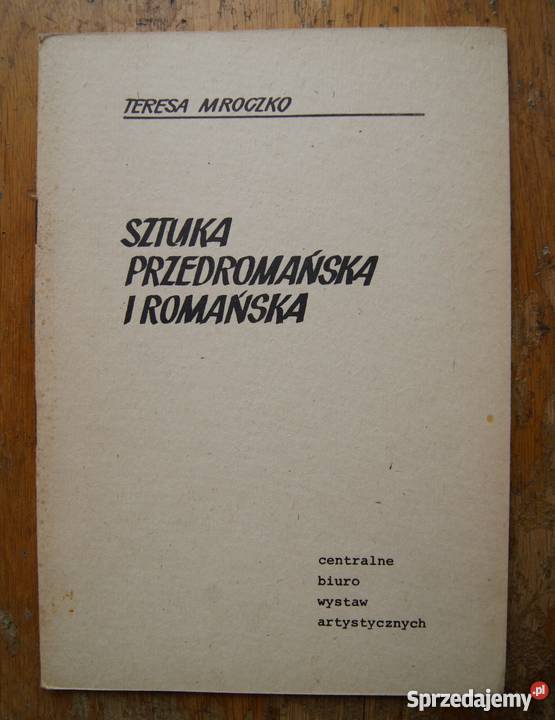 TERESA MROCZKO
SZTUKA
PRZEDROMAŃSKA
I ROMAŃSKA
centralne
biuro
wystaw
artystycznych
Sprzedajemy.pl